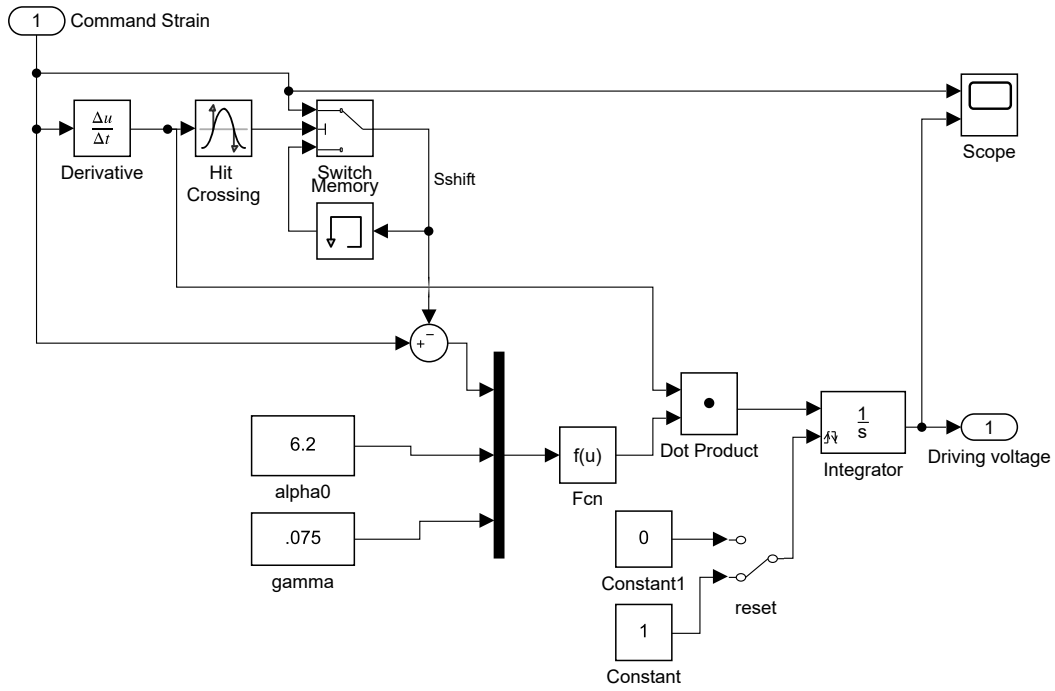 1 Command Strain
Δu
Δt
Derivative
Hit
Crossing
Switch
Memory
Sshift
Scope
+ −
6.2
alpha0
.075
gamma
f(u)
Fcn
Dot Product
1
s
Integrator
1
Driving voltage
0
Constant1
reset
1
Constant